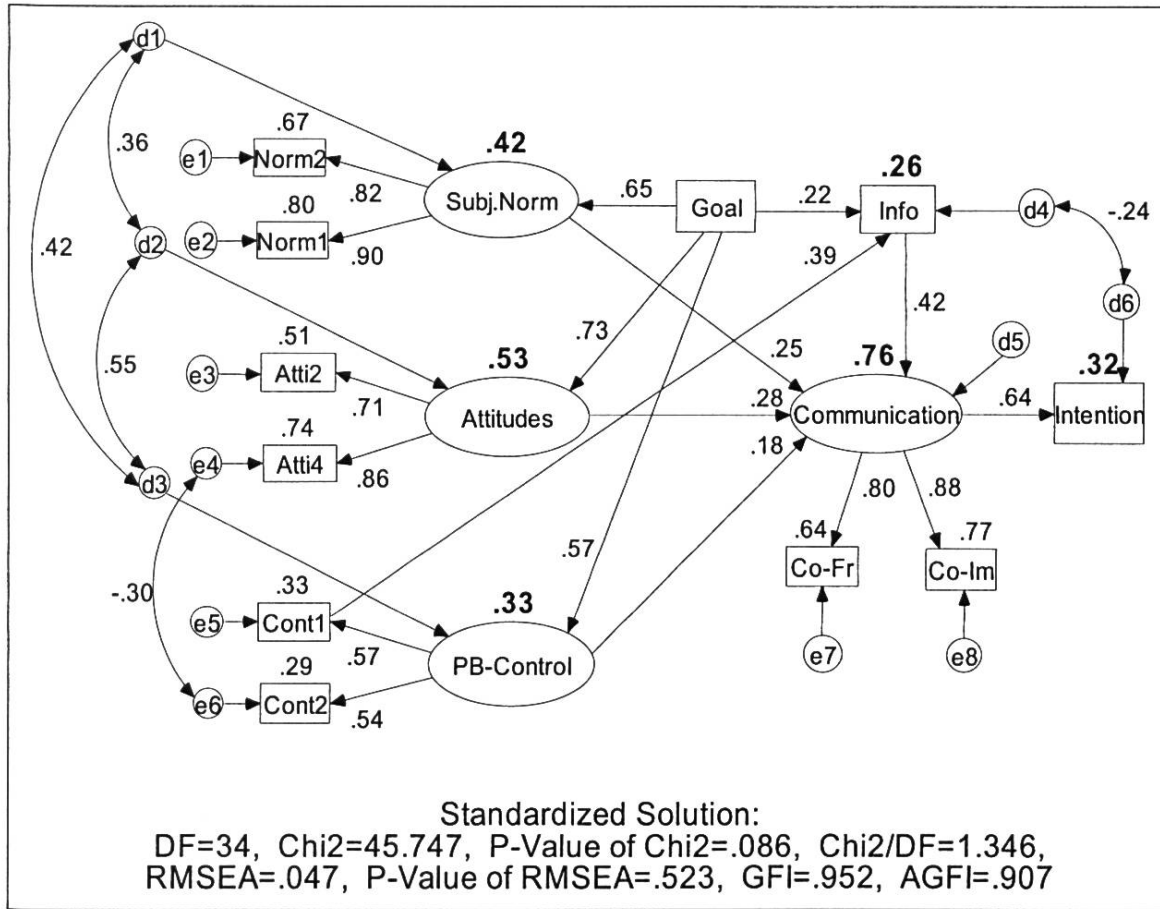 d1
.67
.42
.36
e1
Norm2
.82
Subj.Norm
.65
Goal
.22
.26
Info
d4
-.24
.80
e2
Norm1
.90
d2
.42
.39
.42
d6
.51
.73
.25
d5
.55
e3
Atti2
.71
.53
Attitudes
.28
.76
Communication
.64
.32
Intention
.74
e4
Atti4
.86
.18
d3
.80
.88
.57
.64
Co-Fr
.77
Co-Im
-.30
.33
e5
Cont1
.57
.33
PB-Control
e7
e8
.29
e6
Cont2
.54
Standardized Solution:
DF=34, Chi2=45.747, P-Value of Chi2=.086, Chi2/DF=1.346,
RMSEA=.047, P-Value of RMSEA=.523, GFI=.952, AGFI=.907